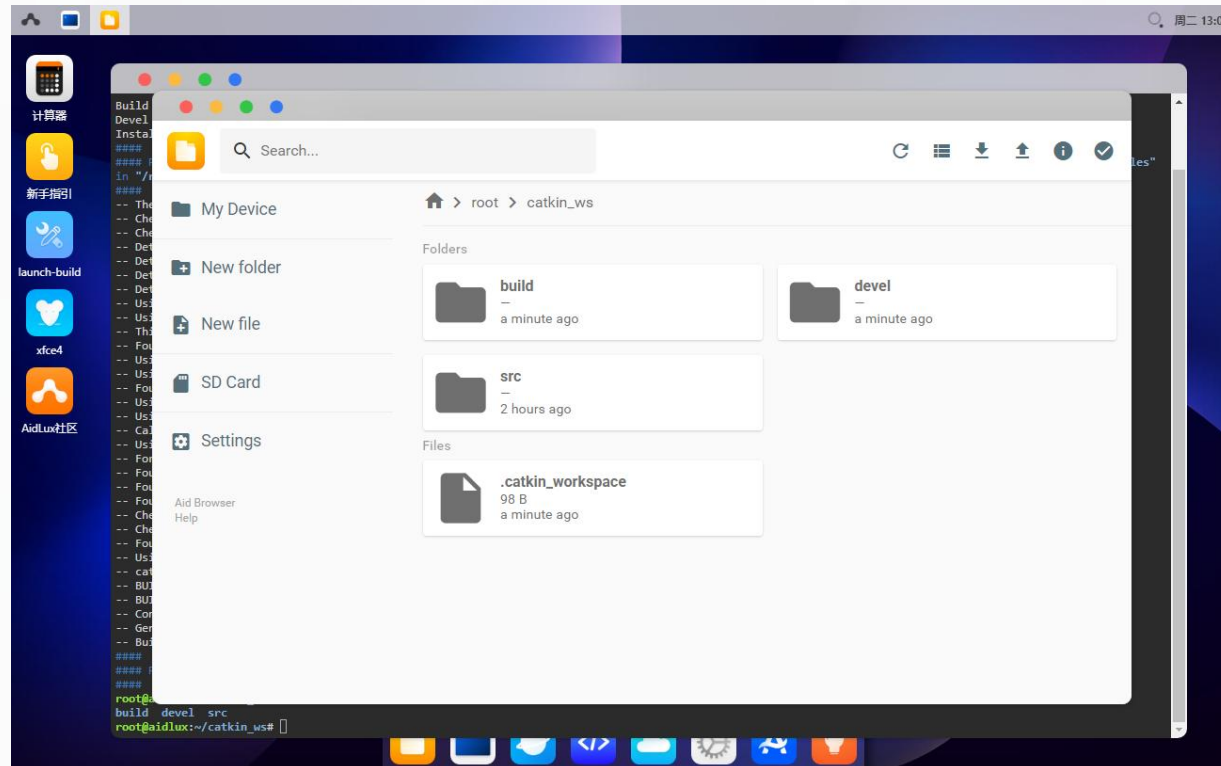 周二 13:0
计算器
新手指引
launch-build
xfce4
AidLux社区
Build
Devel
Instal
####
####
les"
in "/r
####
-- The
-- Che
-- Che
-- Det
-- Det
-- Det
-- Det
-- Usi
-- Usi
-- Thi
-- Fou
-- Usi
-- Usi
-- Fou
-- Usi
-- Usi
-- Cal
-- Usi
-- For
-- Fou
-- Fou
-- Fou
-- Che
-- Che
-- Fou
-- Usi
-- cat
-- BUI
-- BUI
-- Con
-- Gen
-- Bui
####
####
####
root@a
build devel src
root@aidlux:~/catkin_ws#
Search...
My Device
New folder
New file
SD Card
Settings
Aid Browser
Help
root > catkin_ws
Folders
build
—
a minute ago
devel
—
a minute ago
src
—
2 hours ago
Files
.catkin_workspace
98 B
a minute ago